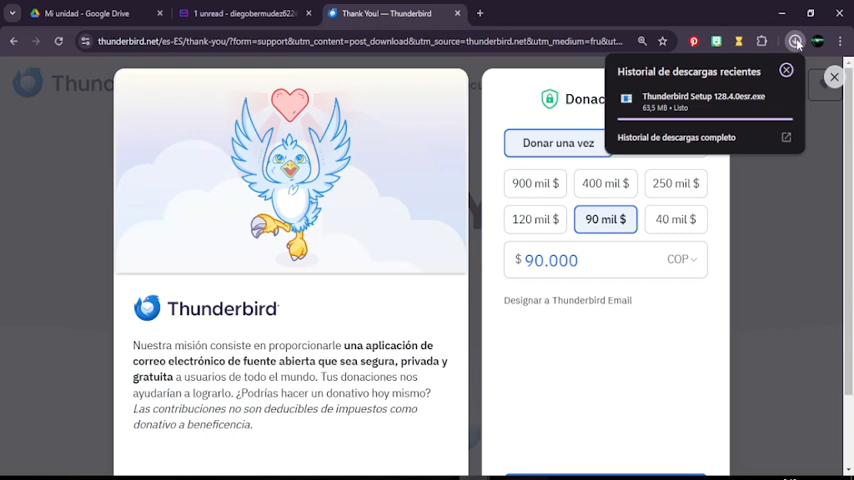 Mi unidad - Google Drive
1 unread - diegobermudez622
Thank You! — Thunderbird
thunderbird.net/es-ES/thank-you/?form=support&utm_content=post_download&utm_source=thunderbird.net&utm_medium=fru&ut...
Thund
Historial de descargas recientes
Thunderbird Setup 128.4.0esr.exe
63,5 MB • Listo
Historial de descargas completo
Donac
Donar una vez
900 mil $
400 mil $
250 mil $
120 mil $
90 mil $
40 mil $
$ 90.000
COP
Designar a Thunderbird Email
Thunderbird
Nuestra misión consiste en proporcionarle una aplicación de
correo electrónico de fuente abierta que sea segura, privada y
gratuita a usuarios de todo el mundo. Tus donaciones nos
ayudarían a lograrlo. ¿Podrías hacer un donativo hoy mismo?
Las contribuciones no son deducibles de impuestos como
donativo a beneficencia.